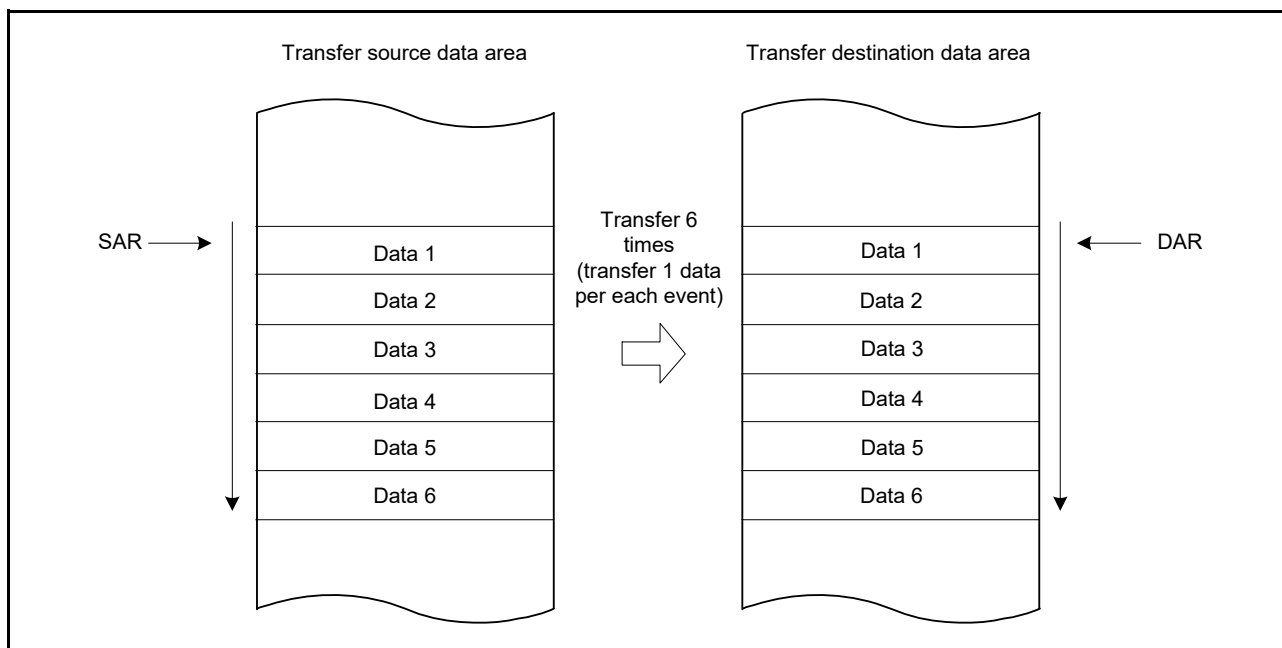 Transfer source data area
Transfer destination data area
SAR
Data 1
Data 2
Data 3
Data 4
Data 5
Data 6
Transfer 6
times
(transfer 1 data
per each event)
Data 1
Data 2
Data 3
Data 4
Data 5
Data 6
DAR